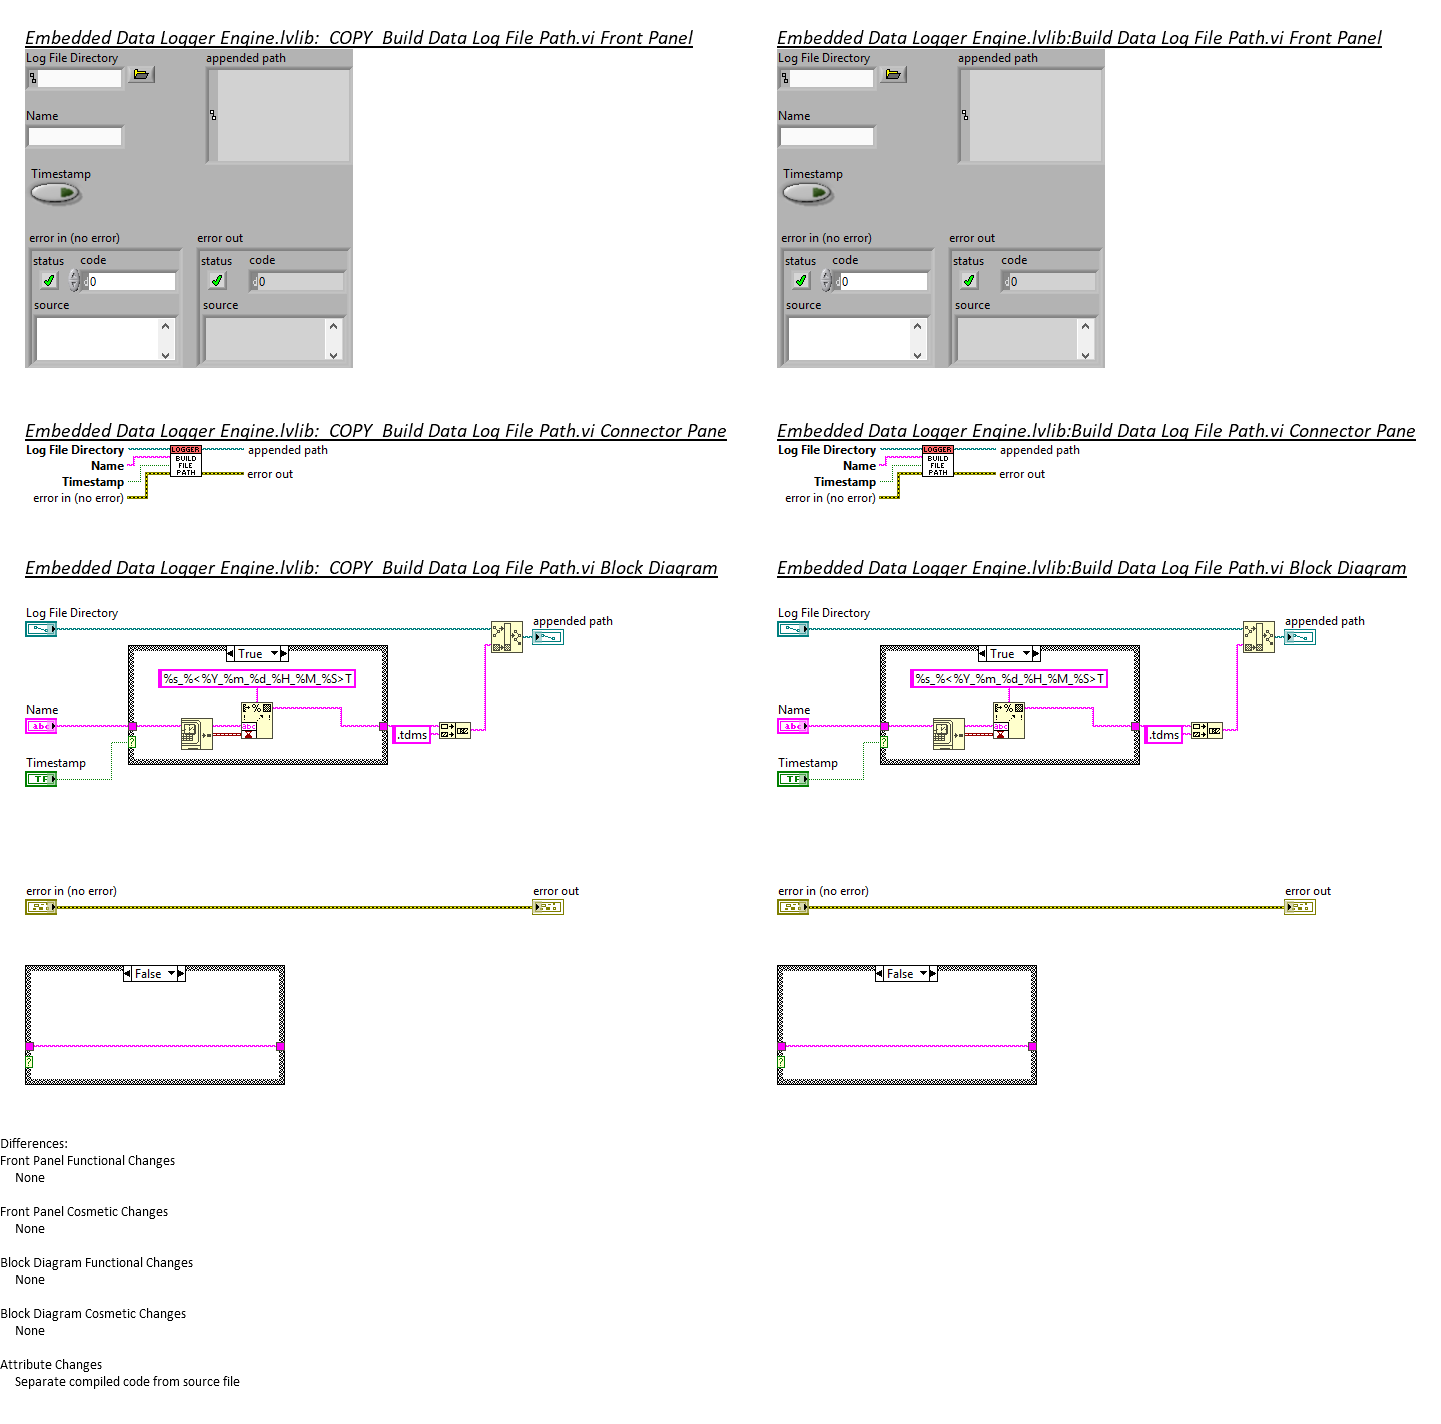 Embedded Data Logger Engine.lvlib:_COPY_Build Data Log File Path.vi Front Panel
Log File Directory
appended path
Name
Timestamp
error in (no error)
error out
status
code
status
code
0
0
source
source
Embedded Data Logger Engine.lvlib:Build Data Log File Path.vi Front Panel
Log File Directory
appended path
Name
Timestamp
error in (no error)
error out
status
code
status
code
0
0
source
source
Embedded Data Logger Engine.lvlib:_COPY_Build Data Log File Path.vi Connector Pane
Log File Directory
Name
Timestamp
error in (no error)
LOGGER
BUILD
FILE
PATH
appended path
error out
Embedded Data Logger Engine.lvlib:Build Data Log File Path.vi Connector Pane
Log File Directory
Name
Timestamp
error in (no error)
LOGGER
BUILD
FILE
PATH
appended path
error out
Embedded Data Logger Engine.lvlib:_COPY_Build Data Log File Path.vi Block Diagram
Log File Directory
appended path
True
%s_%<%Y_%m_%d_%H_%M_%S>T
Name
abc
abc
.tdms
Timestamp
TF
?
error in (no error)
error out
False
?
Embedded Data Logger Engine.lvlib:Build Data Log File Path.vi Block Diagram
Log File Directory
appended path
True
%s_%<%Y_%m_%d_%H_%M_%S>T
Name
abc
abc
.tdms
Timestamp
TF
?
error in (no error)
error out
False
?
Differences:
Front Panel Functional Changes
None
Front Panel Cosmetic Changes
None
Block Diagram Functional Changes
None
Block Diagram Cosmetic Changes
None
Attribute Changes
Separate compiled code from source file